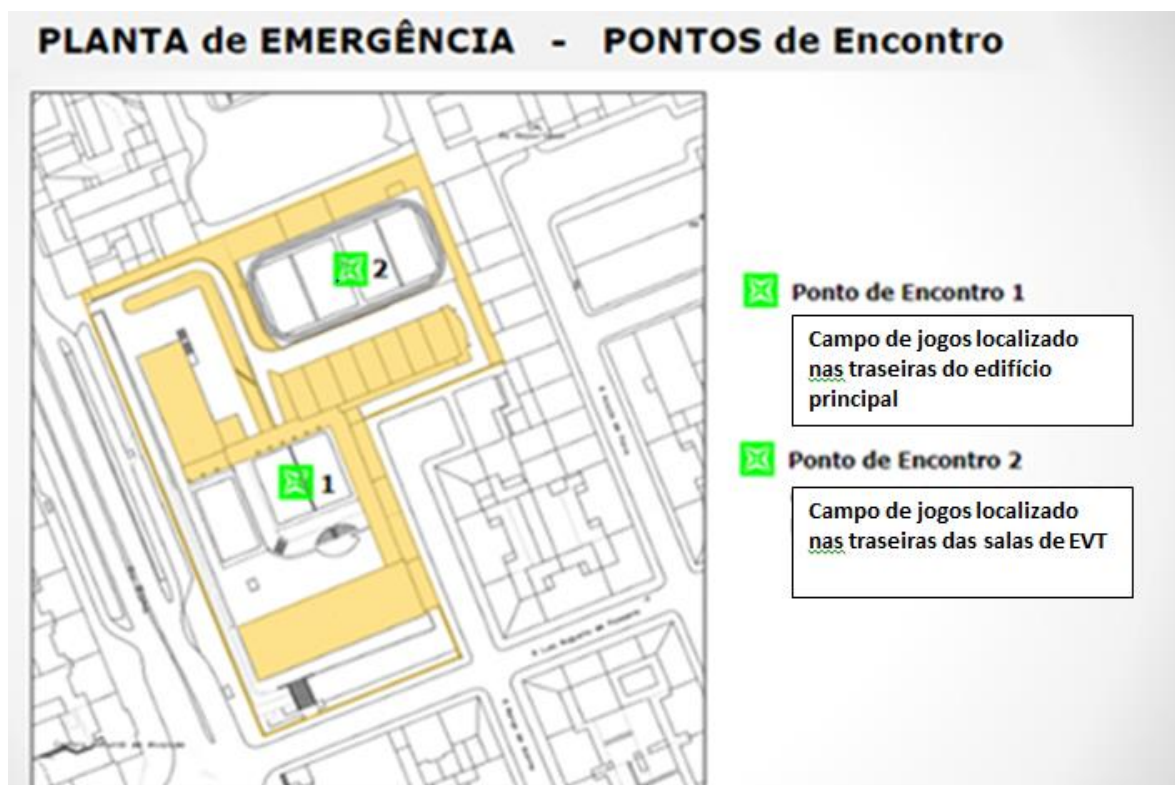 PLANTA de EMERGÊNCIA - PONTOS de Encontro
2
1
Ponto de Encontro 1
Campo de jogos localizado
nas traseiras do edifício
principal
Ponto de Encontro 2
Campo de jogos localizado
nas traseiras das salas de EVT